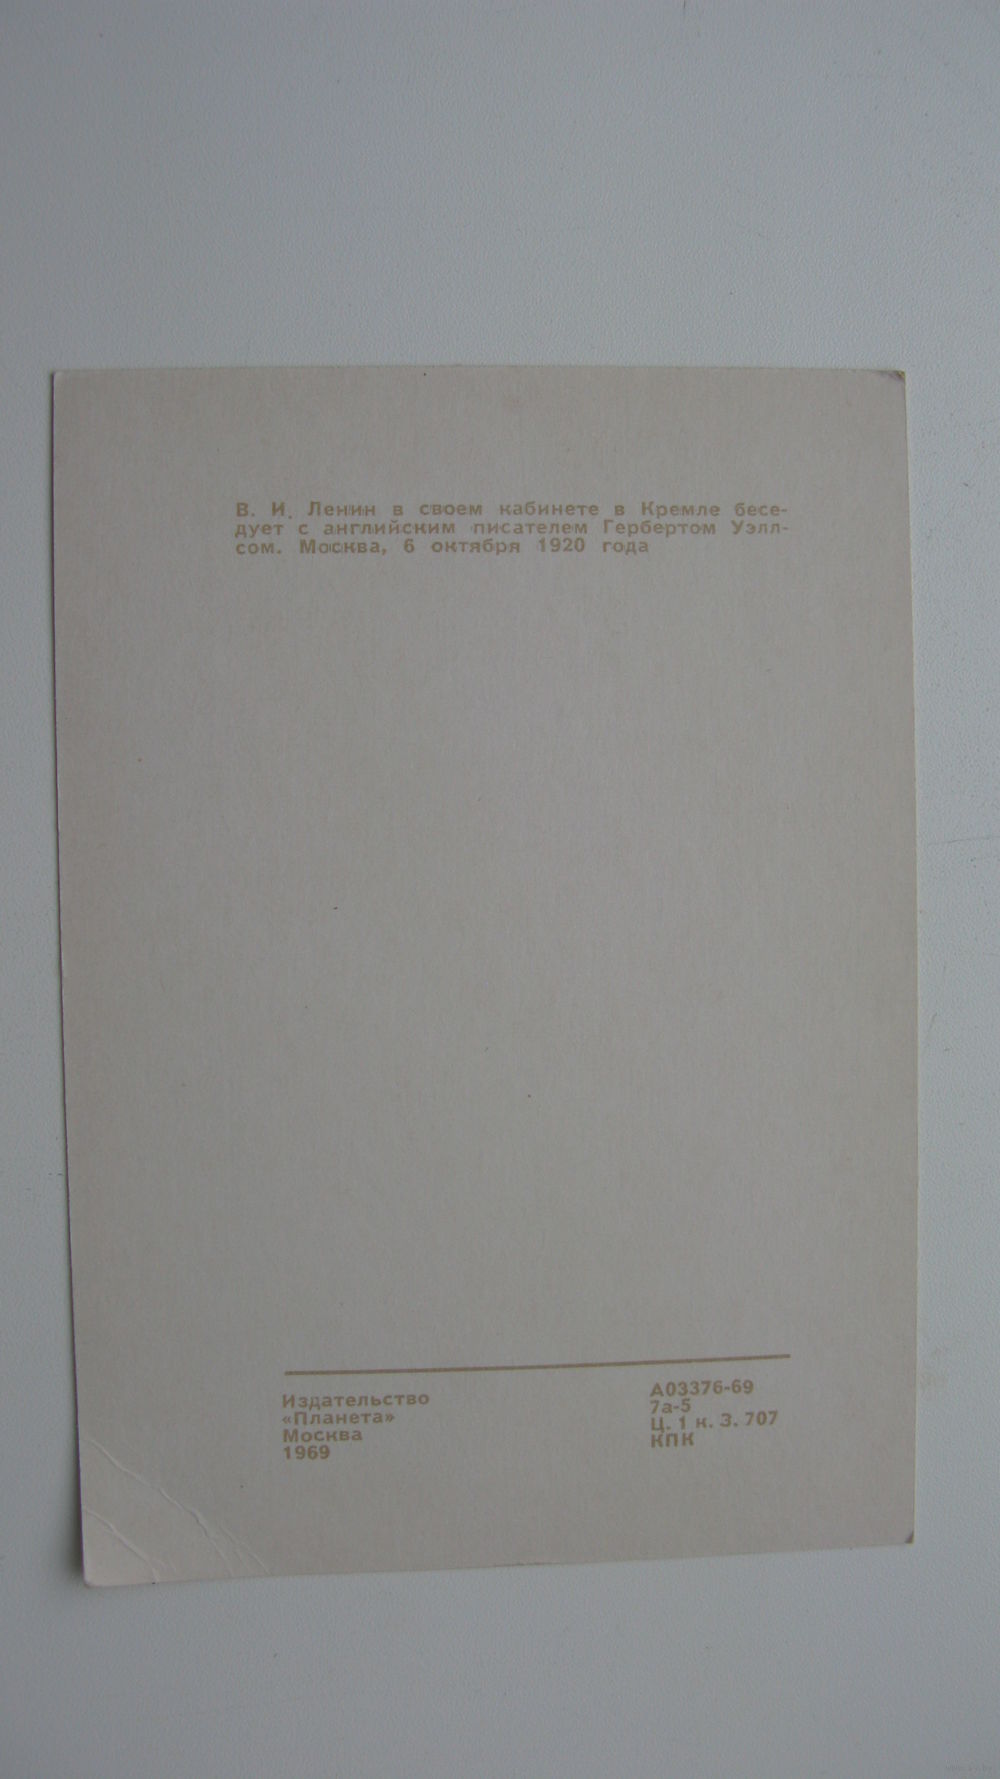 В. И. Ленин в своем кабинете в Кремле бесе-
дует с английским писателем Гербертом Уэлл-
сом. Москва, 6 октября 1920 года
Издательство
«Планета»
Москва
1969
А03376-69
7а-5
Ц. 1 к. З. 707
КПК